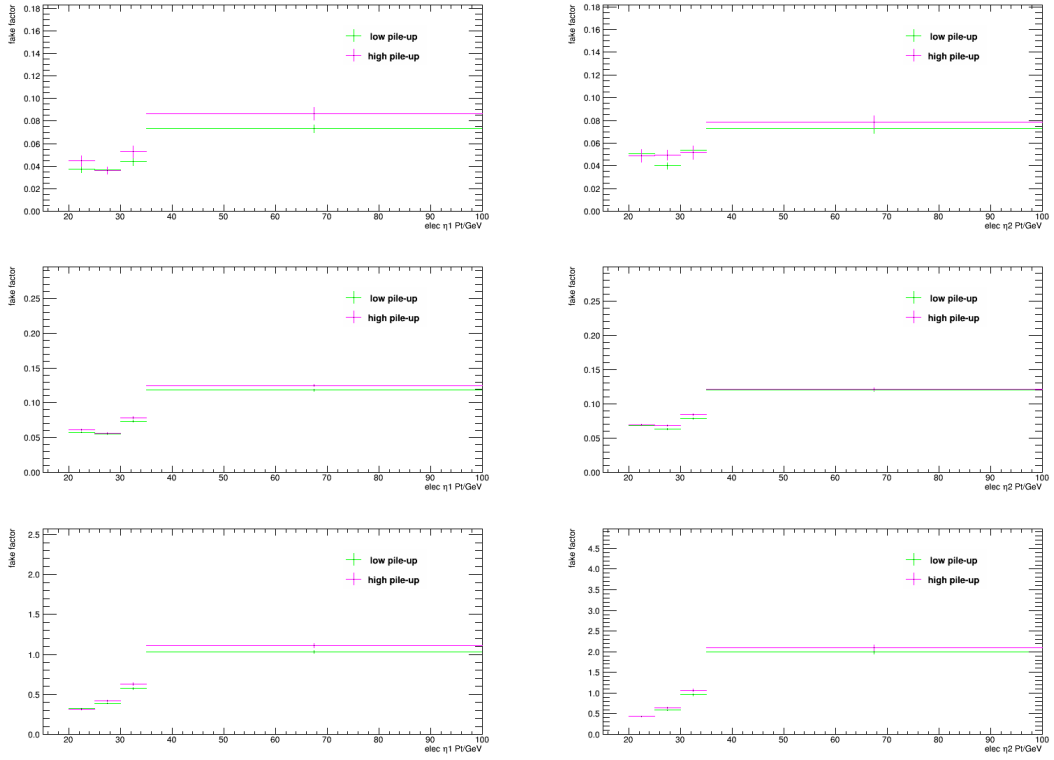 fake factor
0.18
0.16
0.14
0.12
0.10
0.08
0.06
0.04
0.02
0.00
low pile-up
high pile-up
20 30 40 50 60 70 80 90 100
elec η1 Pt/GeV
fake factor
0.18
0.16
0.14
0.12
0.10
0.08
0.06
0.04
0.02
0.00
low pile-up
high pile-up
20 30 40 50 60 70 80 90 100
elec η2 Pt/GeV
fake factor
0.25
0.20
0.15
0.10
0.05
0.00
low pile-up
high pile-up
20 30 40 50 60 70 80 90 100
elec η1 Pt/GeV
fake factor
0.25
0.20
0.15
0.10
0.05
0.00
low pile-up
high pile-up
20 30 40 50 60 70 80 90 100
elec η2 Pt/GeV
fake factor
2.5
2.0
1.5
1.0
0.5
0.0
low pile-up
high pile-up
20 30 40 50 60 70 80 90 100
elec η1 Pt/GeV
fake factor
4.5
4.0
3.5
3.0
2.5
2.0
1.5
1.0
0.5
0.0
low pile-up
high pile-up
20 30 40 50 60 70 80 90 100
elec η2 Pt/GeV